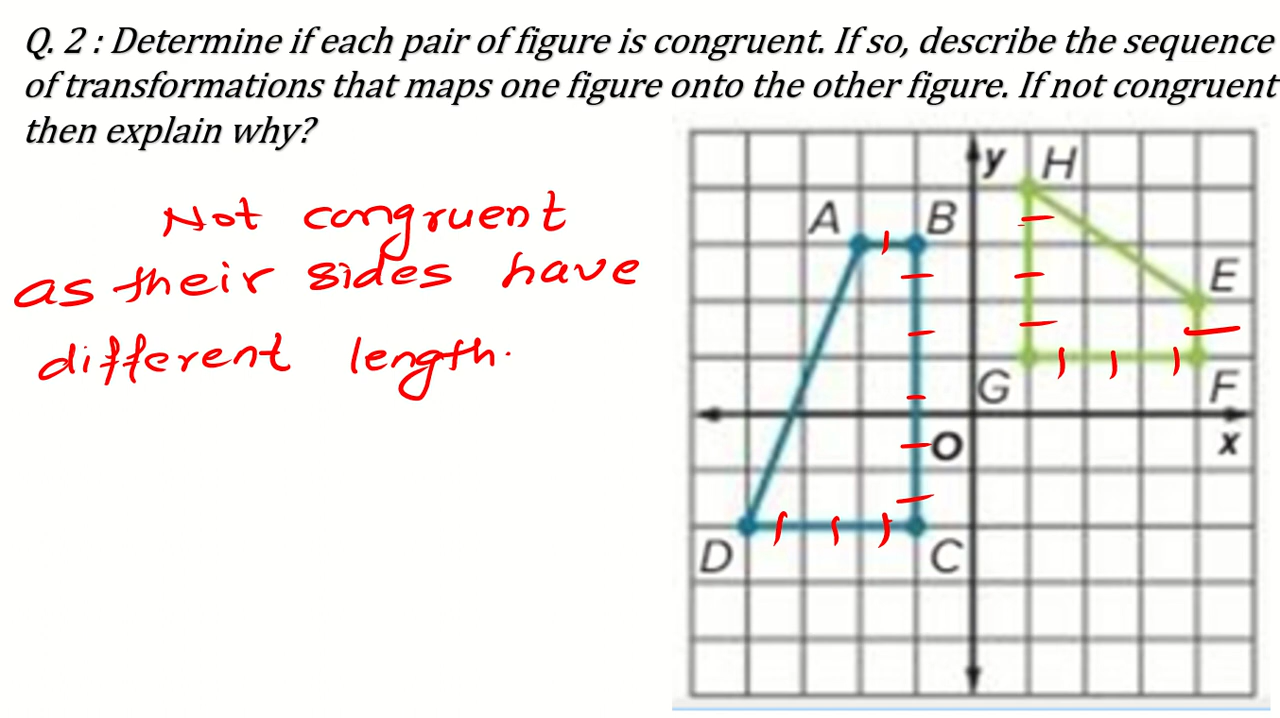 Q. 2 : Determine if each pair of figure is congruent. If so, describe the sequence
of transformations that maps one figure onto the other figure. If not congruent
then explain why?
Not congruent
as their sides have
different length.
y H
A B
E
G F
O x
D C